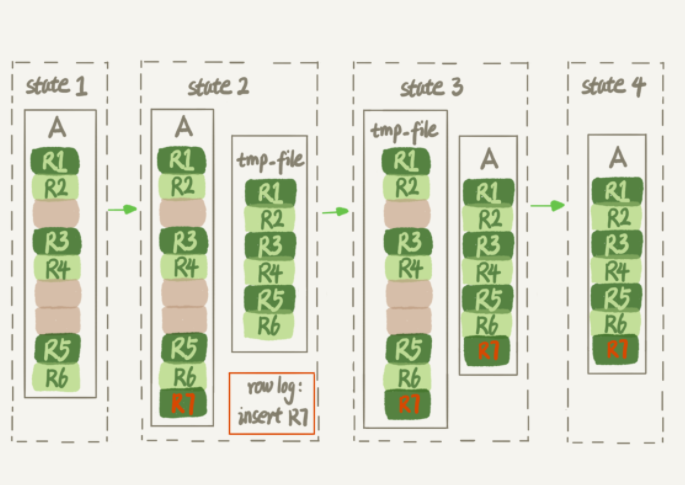 state 1
A
R1
R2
R3
R4
R5
R6
state 2
A
R1
R2
R3
R4
R5
R6
R7
tmp-file
R1
R2
R3
R4
R5
R6
row log:
insert R7
state 3
tmp-file
R1
R2
R3
R4
R5
R6
R7
A
R1
R2
R3
R4
R5
R6
R7
state 4
A
R1
R2
R3
R4
R5
R6
R7